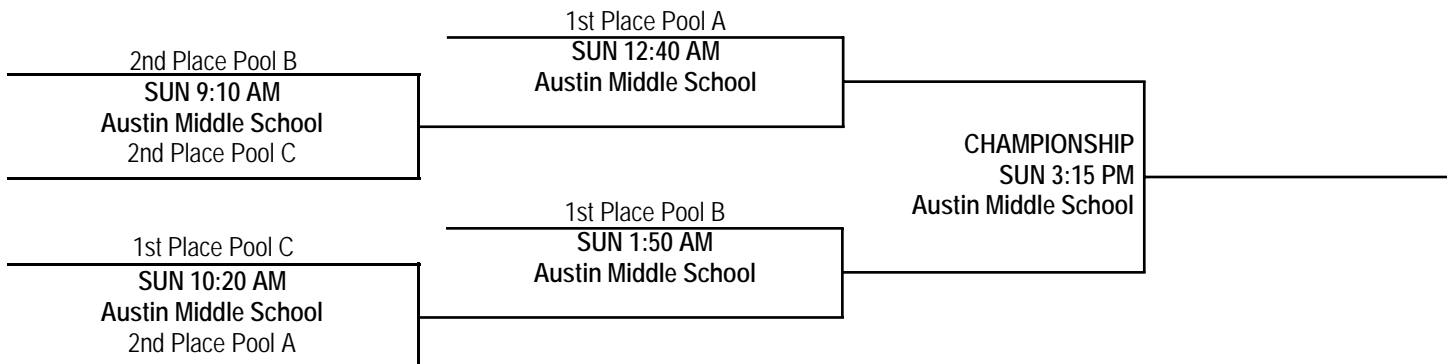 1st Place Pool A
SUN 12:40 AM
Austin Middle School
2nd Place Pool B
SUN 9:10 AM
Austin Middle School
2nd Place Pool C
CHAMPIONSHIP
SUN 3:15 PM
Austin Middle School
1st Place Pool B
SUN 1:50 AM
Austin Middle School
1st Place Pool C
SUN 10:20 AM
Austin Middle School
2nd Place Pool A